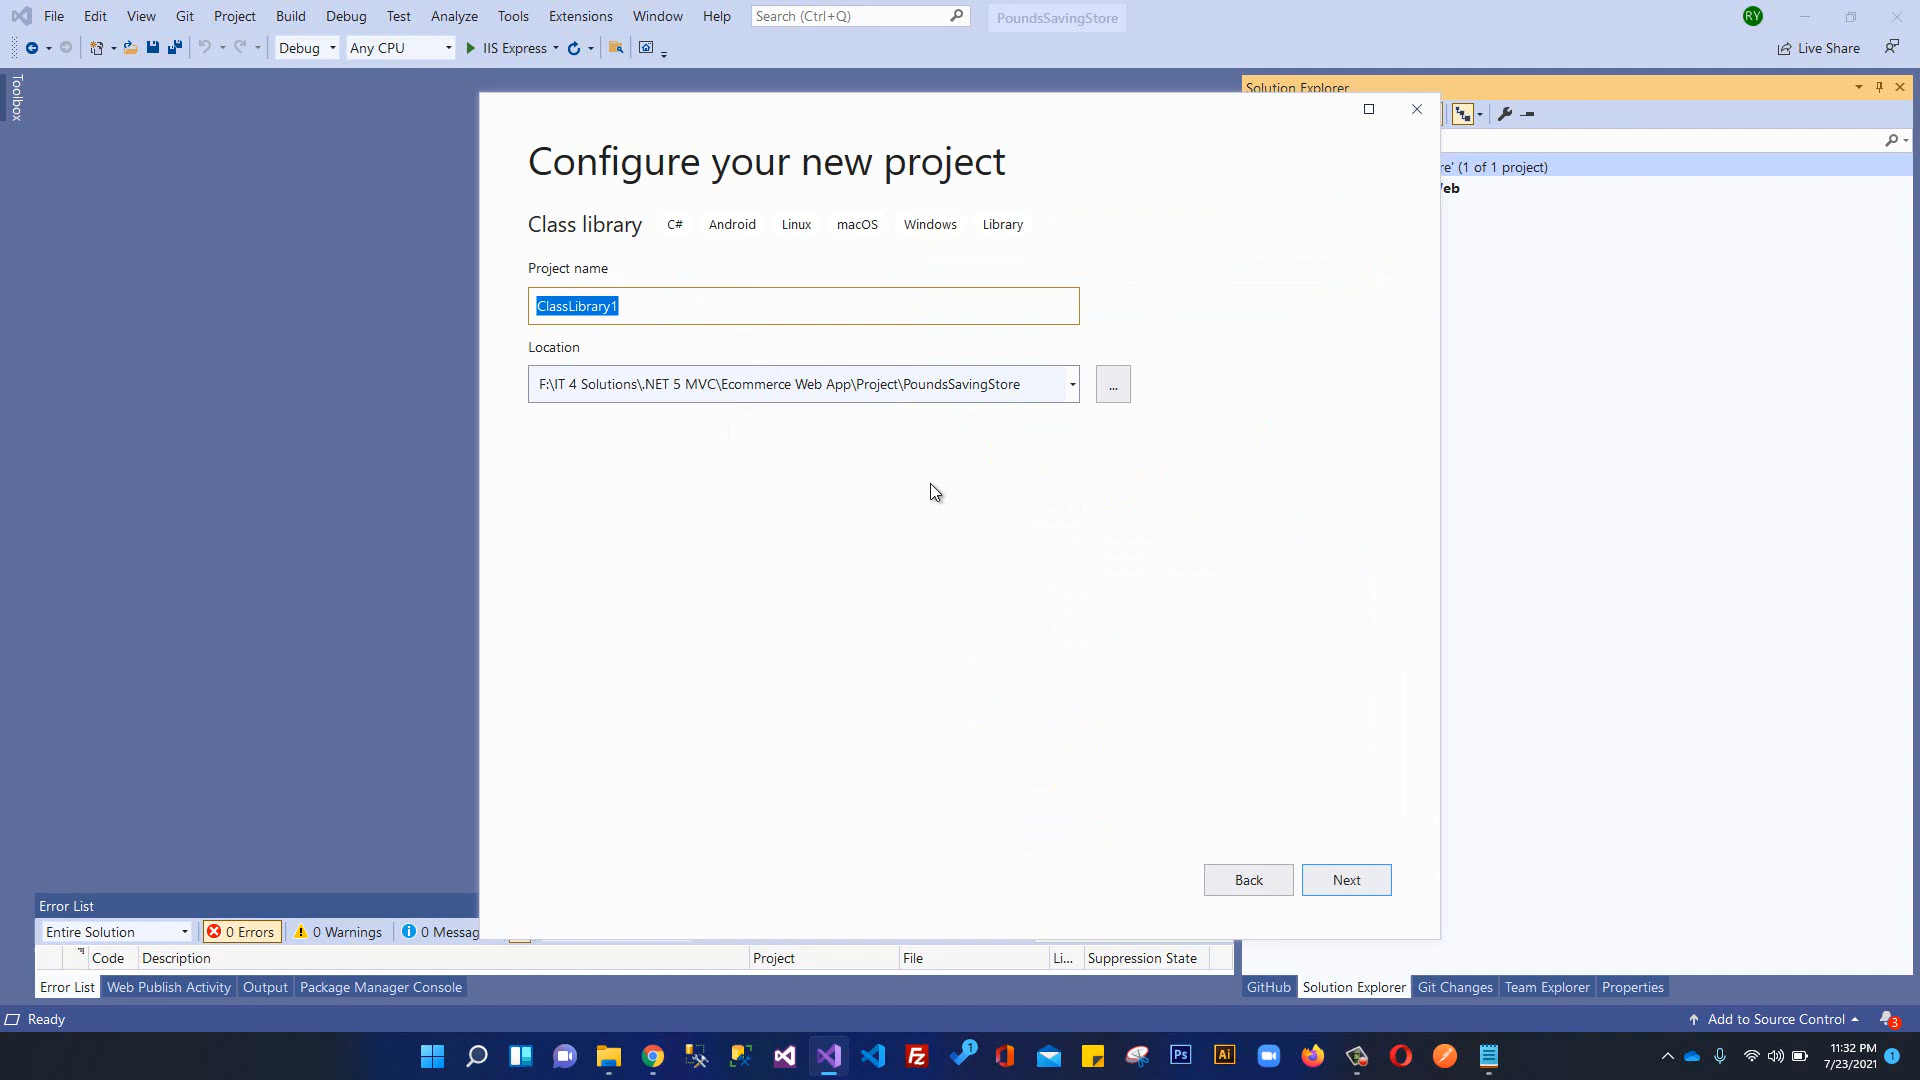 File Edit View Git Project Build Debug Test Analyze Tools Extensions Window Help Search (Ctrl+Q) PoundsSavingStore RY
Debug Any CPU IIS Express Live Share
Toolbox
Solution Explorer
Configure your new project
re' (1 of 1 project)
eb
Class library C# Android Linux macOS Windows Library
Project name
ClassLibrary1
Location
F:\IT 4 Solutions\.NET 5 MVC\Ecommerce Web App\Project\PoundsSavingStore ...
Back Next
Error List
Entire Solution 0 Errors 0 Warnings 0 Messag
Code Description Project File Li... Suppression State
Error List Web Publish Activity Output Package Manager Console GitHub Solution Explorer Git Changes Team Explorer Properties
Ready Add to Source Control 3
1 Ps Ai 11:32 PM 1
7/23/2021